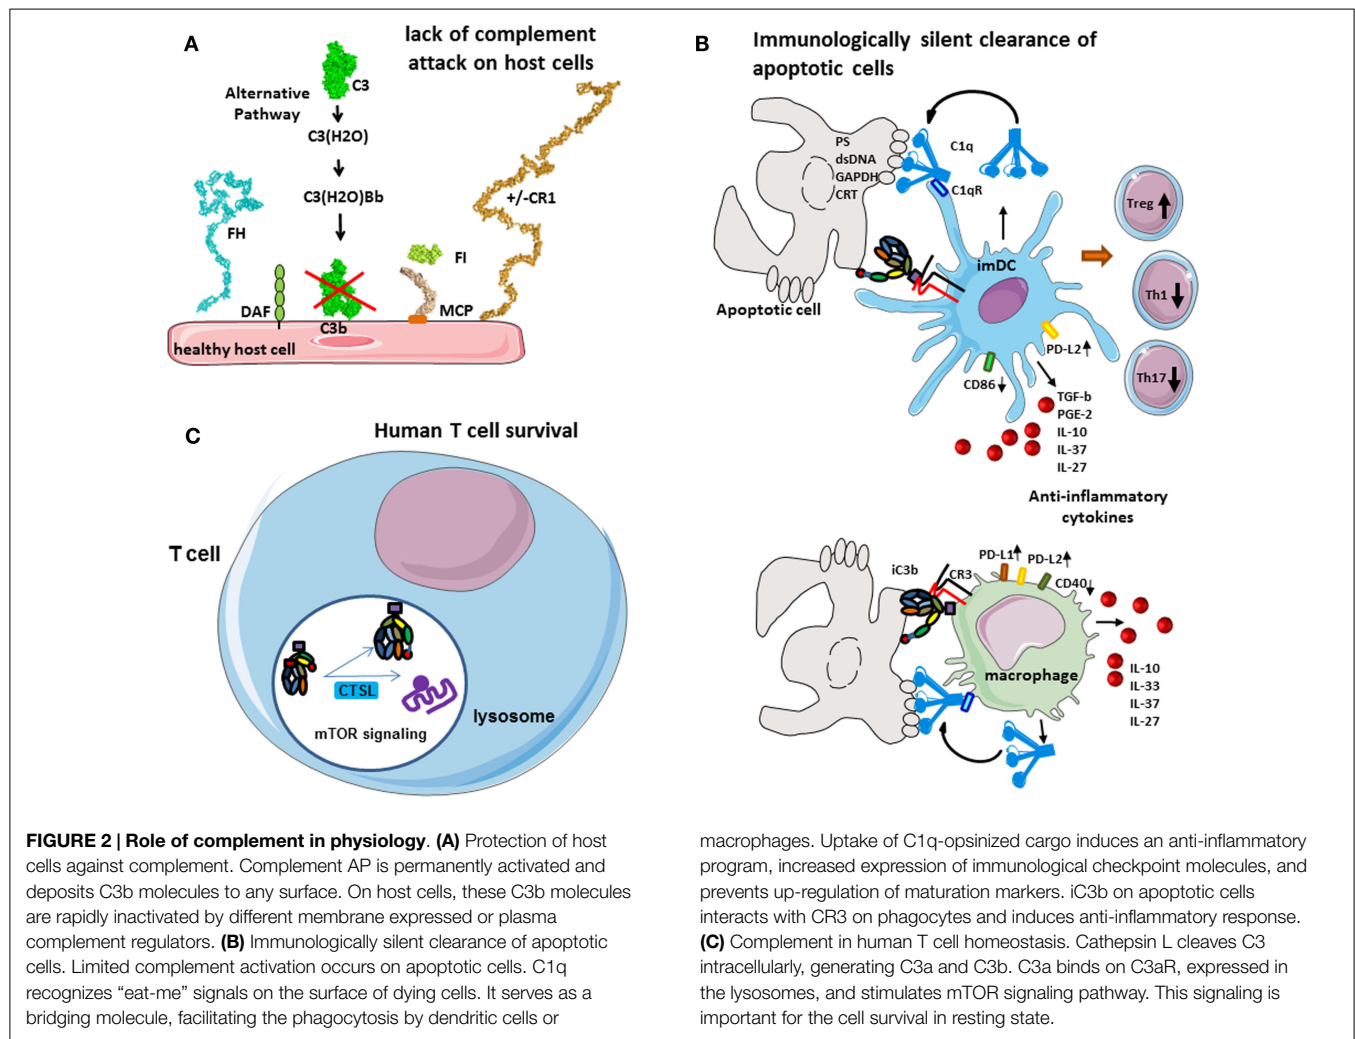 A
lack of complement
attack on host cells
C3
Alternative
Pathway
C3(H2O)
C3(H2O)Bb
+/-CR1
FH
FI
DAF
MCP
C3b
healthy host cell
B
Immunologically silent clearance of
apoptotic cells
PS
dsDNA
GAPDH
CRT
C1q
C1qR
Treg
imDC
Th1
Apoptotic cell
PD-L2
CD86
Th17
TGF-b
PGE-2
IL-10
IL-37
IL-27
Anti-inflammatory
cytokines
iC3b
CR3
PD-L1
PD-L2
CD40
macrophage
IL-10
IL-33
IL-37
IL-27
C
Human T cell survival
T cell
CTSL
mTOR signaling
lysosome
FIGURE 2 | Role of complement in physiology. (A) Protection of host
cells against complement. Complement AP is permanently activated and
deposits C3b molecules to any surface. On host cells, these C3b molecules
are rapidly inactivated by different membrane expressed or plasma
complement regulators. (B) Immunologically silent clearance of apoptotic
cells. Limited complement activation occurs on apoptotic cells. C1q
recognizes “eat-me” signals on the surface of dying cells. It serves as a
bridging molecule, facilitating the phagocytosis by dendritic cells or
macrophages. Uptake of C1q-opsinized cargo induces an anti-inflammatory
program, increased expression of immunological checkpoint molecules, and
prevents up-regulation of maturation markers. iC3b on apoptotic cells
interacts with CR3 on phagocytes and induces anti-inflammatory response.
(C) Complement in human T cell homeostasis. Cathepsin L cleaves C3
intracellularly, generating C3a and C3b. C3a binds on C3aR, expressed in
the lysosomes, and stimulates mTOR signaling pathway. This signaling is
important for the cell survival in resting state.